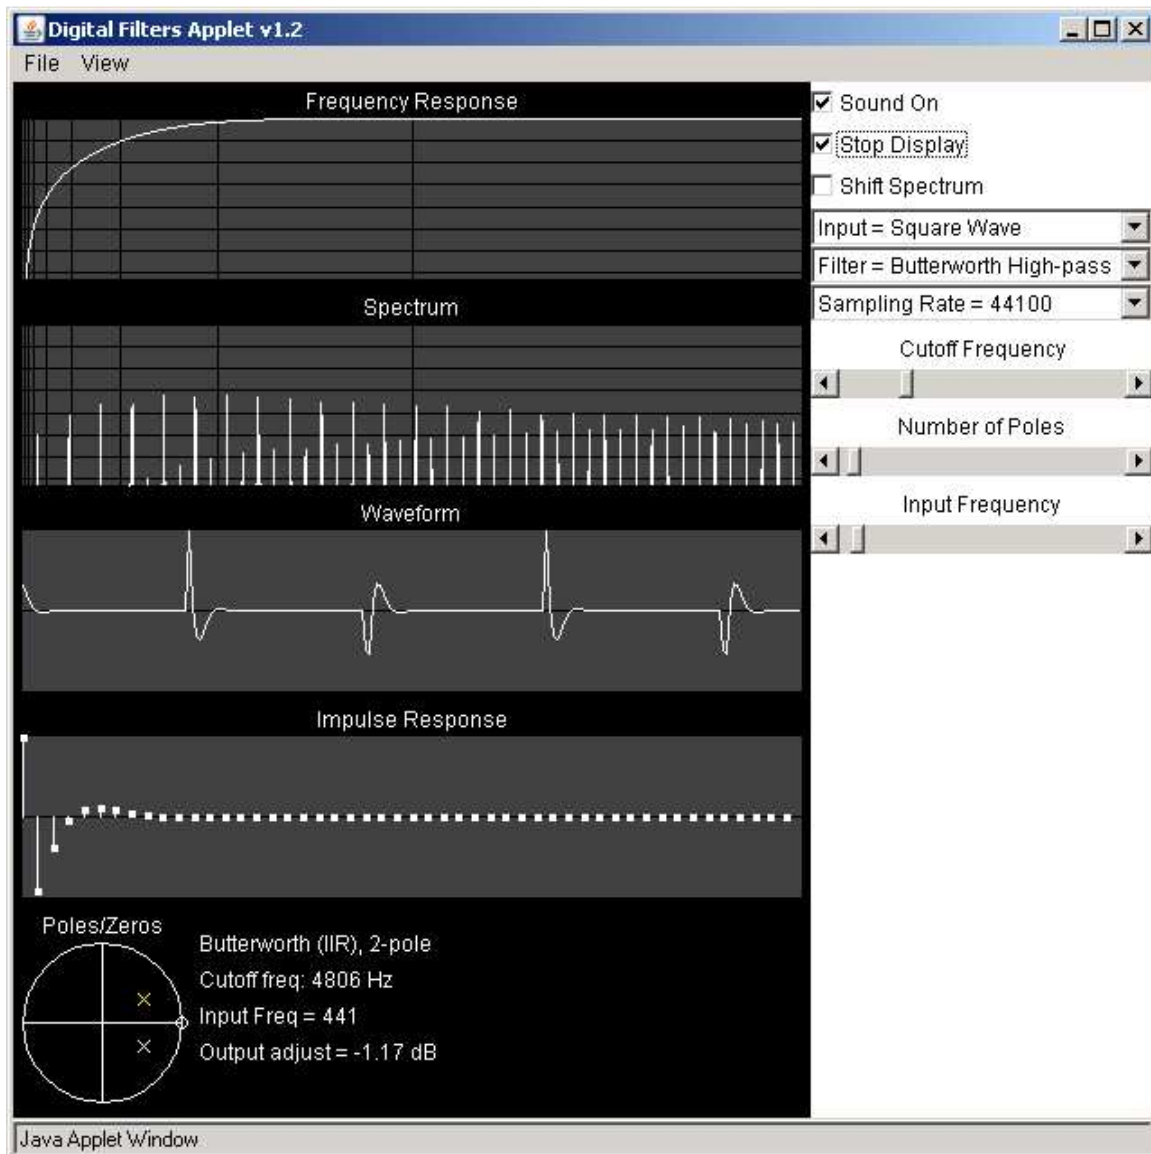 Digital Filters Applet v1.2
File View
Frequency Response
Spectrum
Waveform
Impulse Response
Poles/Zeros
Butterworth (IIR), 2-pole
Cutoff freq: 4806 Hz
Input Freq = 441
Output adjust = -1.17 dB
Sound On
Stop Display
Shift Spectrum
Input = Square Wave
Filter = Butterworth High-pass
Sampling Rate = 44100
Cutoff Frequency
Number of Poles
Input Frequency
Java Applet Window